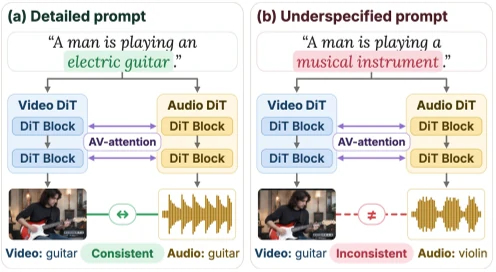 (a) Detailed prompt
“A man is playing an
electric guitar.”
Video DiT
Audio DiT
DiT Block
DiT Block
AV-attention
DiT Block
DiT Block
↔
Video: guitar
Consistent
Audio: guitar
(b) Underspecified prompt
“A man is playing a
musical instrument.”
Video DiT
Audio DiT
DiT Block
DiT Block
AV-attention
DiT Block
DiT Block
≠
Video: guitar
Inconsistent
Audio: violin